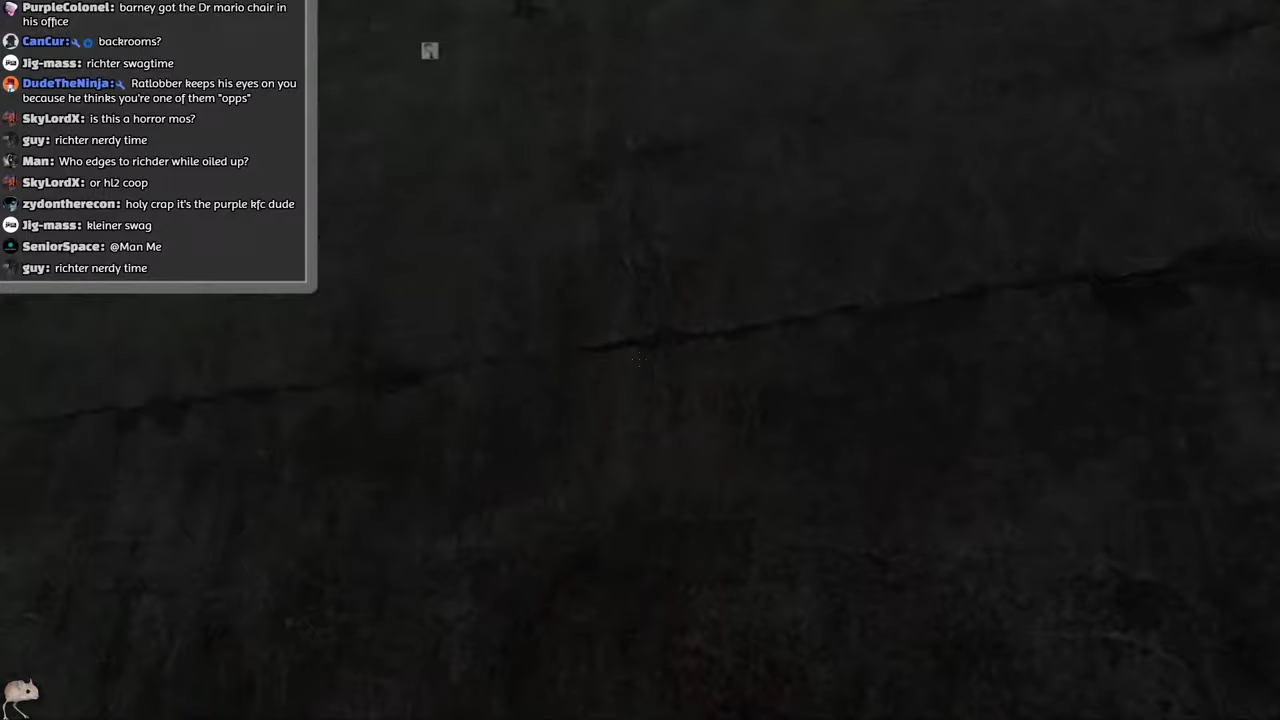 PurpleColonel: barney got the Dr mario chair in
his office
CanCur: backrooms?
Jig-mass: richter swagtime
DudeTheNinja: Ratlobber keeps his eyes on you
because he thinks you're one of them "opps"
SkyLordX: is this a horror mos?
guy: richter nerdy time
Man: Who edges to richder while oiled up?
SkyLordX: or hl2 coop
zydontherecon: holy crap it's the purple kfc dude
Jig-mass: kleiner swag
SeniorSpace: @Man Me
guy: richter nerdy time